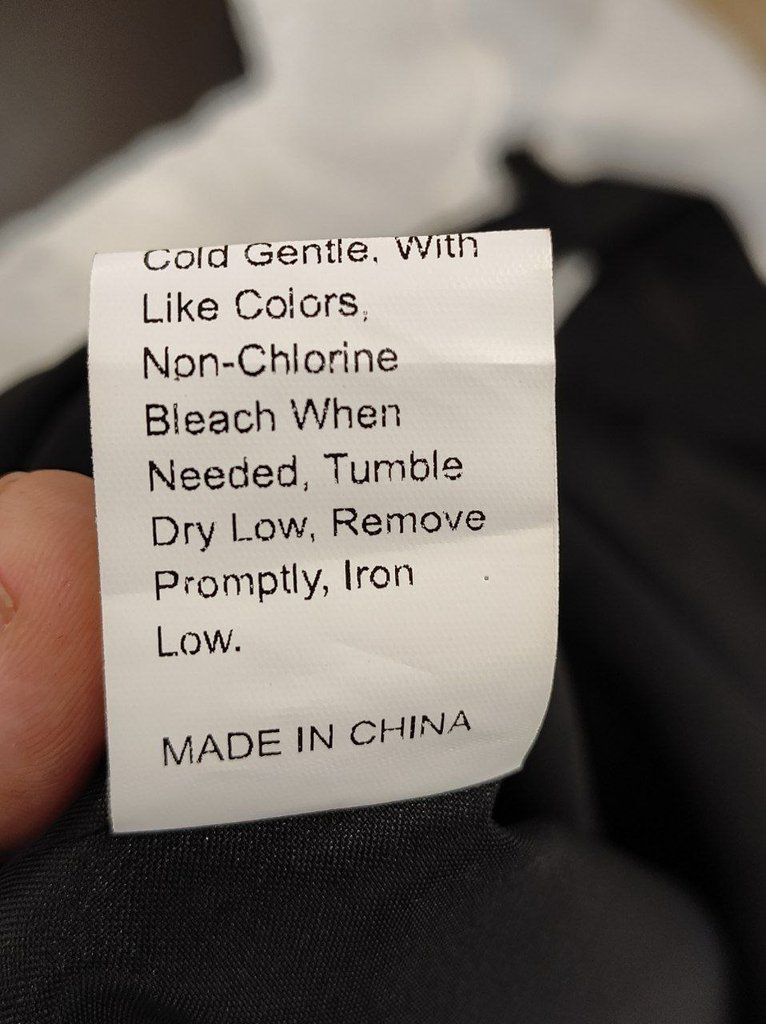 Cold Gentle. With
Like Colors,
Non-Chlorine
Bleach When
Needed, Tumble
Dry Low, Remove
Promptly, Iron
Low.
MADE IN CHINA